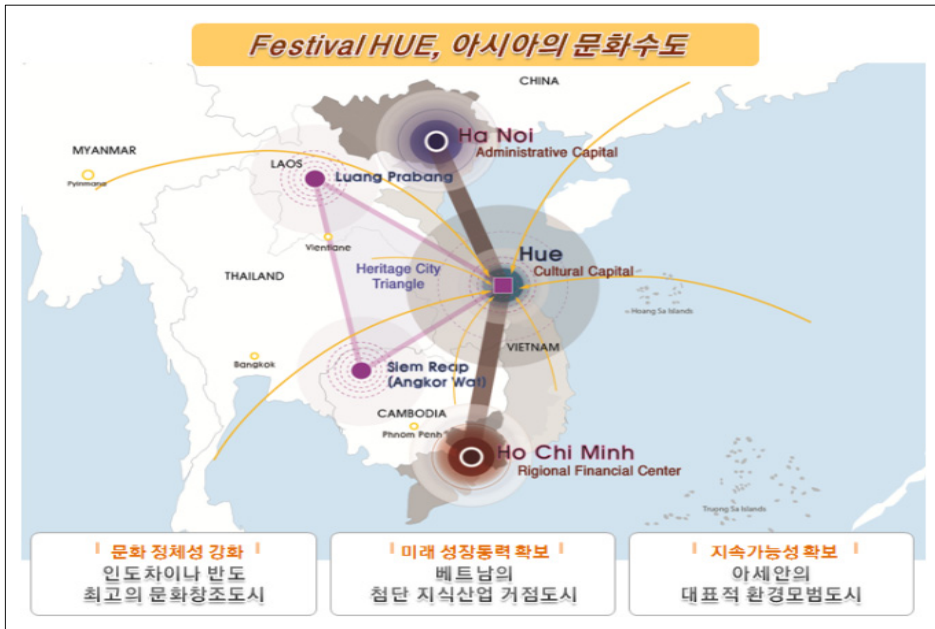 Festival HUE, 아시아의 문화수도
CHINA
MYANMAR
Pyinmana
LAOS
Luang Prabang
Ha Noi
Administrative Capital
Vientiane
THAILAND
Heritage City
Triangle
Hue
Cultural Capital
Hoang Sa Islands
VIETNAM
Bangkok
Siem Reap
(Angkor Wat)
CAMBODIA
Phnom Penh
Ho Chi Minh
Rigional Financial Center
Truong Sa Islands
문화 정체성 강화
인도차이나 반도
최고의 문화창조도시
미래 성장동력 확보
베트남의
첨단 지식산업 거점도시
지속가능성 확보
아세안의
대표적 환경모범도시